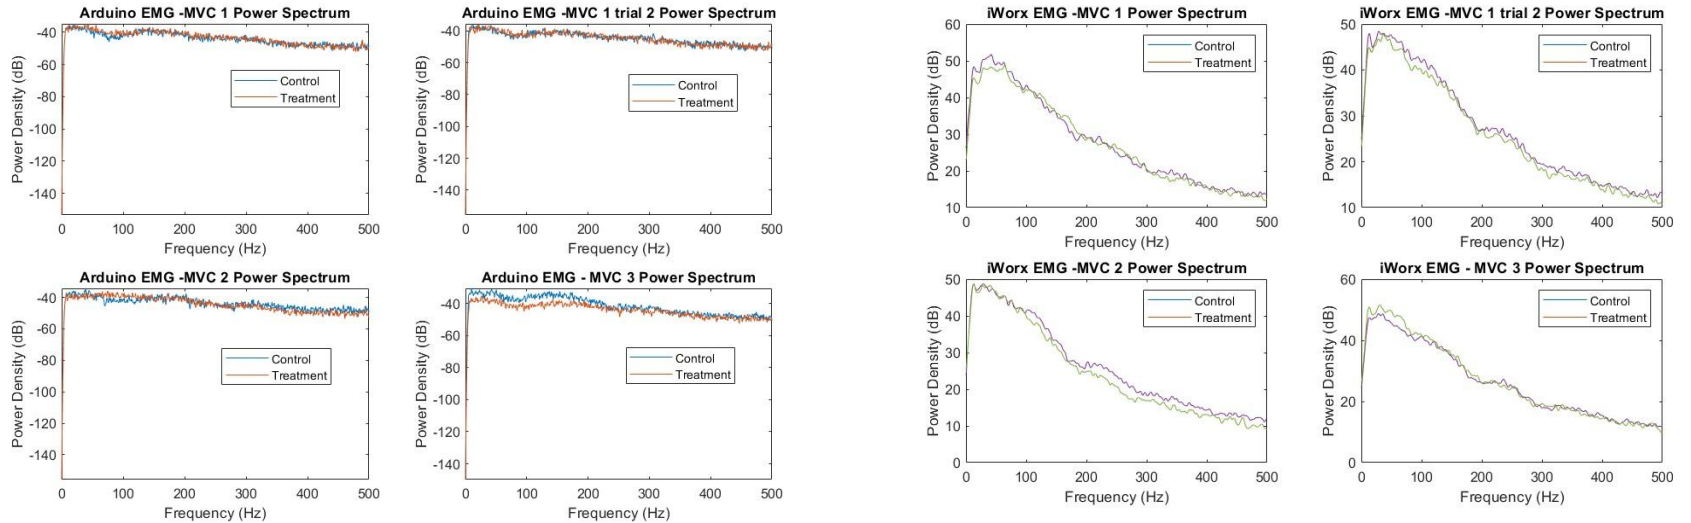 Arduino EMG -MVC 1 Power Spectrum
Power Density (dB)
-40
-60
-80
-100
-120
-140
Control
Treatment
0 100 200 300 400 500
Frequency (Hz)
Arduino EMG -MVC 1 trial 2 Power Spectrum
Power Density (dB)
-40
-60
-80
-100
-120
-140
Control
Treatment
0 100 200 300 400 500
Frequency (Hz)
iWorx EMG -MVC 1 Power Spectrum
Power Density (dB)
60
50
40
30
20
10
Control
Treatment
0 100 200 300 400 500
Frequency (Hz)
iWorx EMG -MVC 1 trial 2 Power Spectrum
Power Density (dB)
50
40
30
20
10
Control
Treatment
0 100 200 300 400 500
Frequency (Hz)
Arduino EMG -MVC 2 Power Spectrum
Power Density (dB)
-40
-60
-80
-100
-120
-140
Control
Treatment
0 100 200 300 400 500
Frequency (Hz)
Arduino EMG - MVC 3 Power Spectrum
Power Density (dB)
-40
-60
-80
-100
-120
-140
Control
Treatment
0 100 200 300 400 500
Frequency (Hz)
iWorx EMG -MVC 2 Power Spectrum
Power Density (dB)
50
40
30
20
10
0
Control
Treatment
0 100 200 300 400 500
Frequency (Hz)
iWorx EMG - MVC 3 Power Spectrum
Power Density (dB)
60
40
20
0
Control
Treatment
0 100 200 300 400 500
Frequency (Hz)